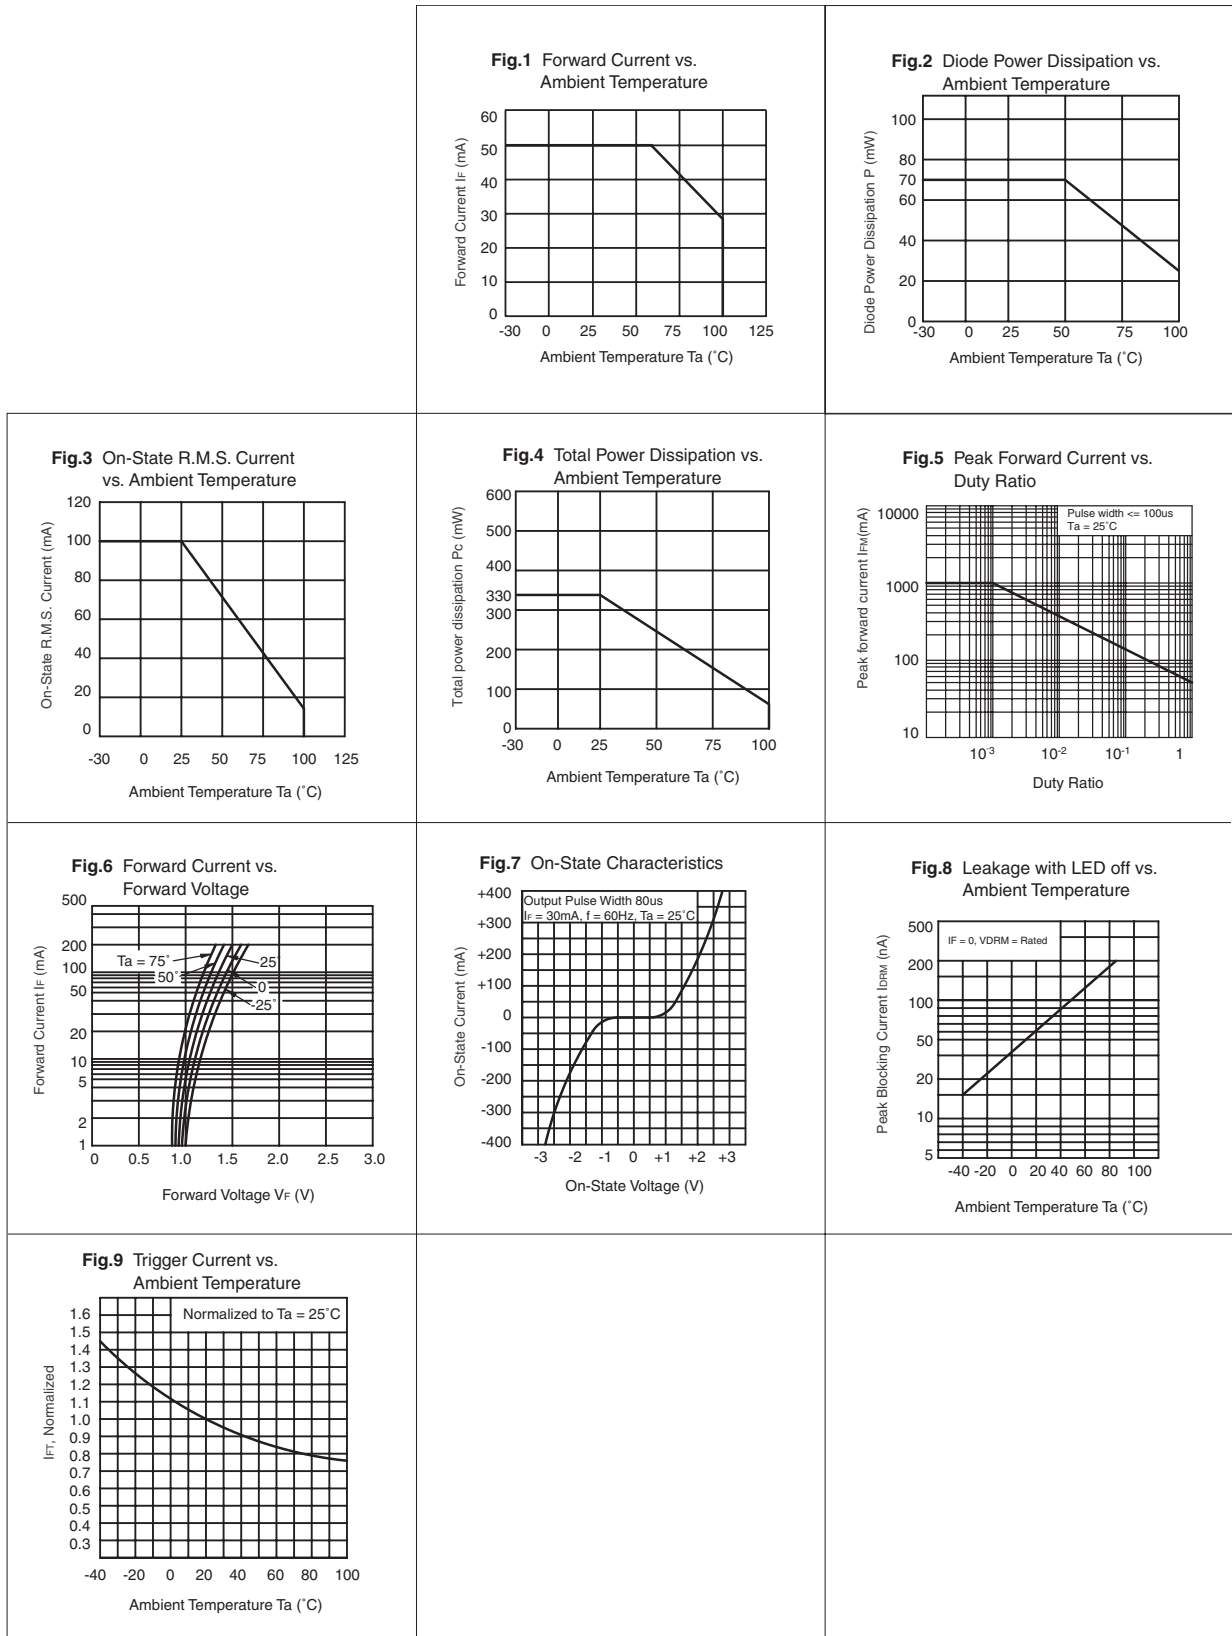 Fig.1 Forward Current vs.
Ambient Temperature
60
50
40
30
20
10
0
Forward Current IF (mA)
-30 0 25 50 75 100 125
Ambient Temperature Ta (˚C)
Fig.2 Diode Power Dissipation vs.
Ambient Temperature
100
80
70
60
40
20
0
Diode Power Dissipation P (mW)
-30 0 25 50 75 100
Ambient Temperature Ta (˚C)
Fig.3 On-State R.M.S. Current
vs. Ambient Temperature
120
100
80
60
40
20
0
On-State R.M.S. Current (mA)
-30 0 25 50 75 100 125
Ambient Temperature Ta (˚C)
Fig.4 Total Power Dissipation vs.
Ambient Temperature
600
500
400
330
300
200
100
0
Total power dissipation Pc (mW)
-30 0 25 50 75 100
Ambient Temperature Ta (˚C)
Fig.5 Peak Forward Current vs.
Duty Ratio
Pulse width <= 100us
Ta = 25˚C
10000
1000
100
10
Peak forward current IFM(mA)
10-3 10-2 10-1 1
Duty Ratio
Fig.6 Forward Current vs.
Forward Voltage
500
200
100
50
20
10
5
2
1
Forward Current IF (mA)
Ta = 75˚
50˚
25˚
0
-25˚
0 0.5 1.0 1.5 2.0 2.5 3.0
Forward Voltage VF (V)
Fig.7 On-State Characteristics
Output Pulse Width 80us
IF = 30mA, f = 60Hz, Ta = 25˚C
+400
+300
+200
+100
0
-100
-200
-300
-400
On-State Current (mA)
-3 -2 -1 0 +1 +2 +3
On-State Voltage (V)
Fig.8 Leakage with LED off vs.
Ambient Temperature
IF = 0, VDRM = Rated
500
200
100
50
20
10
5
Peak Blocking Current IDRM (nA)
-40 -20 0 20 40 60 80 100
Ambient Temperature Ta (˚C)
Fig.9 Trigger Current vs.
Ambient Temperature
Normalized to Ta = 25˚C
1.6
1.5
1.4
1.3
1.2
1.1
1.0
0.9
0.8
0.7
0.6
0.5
0.4
0.3
IFT, Normalized
-40 -20 0 20 40 60 80 100
Ambient Temperature Ta (˚C)